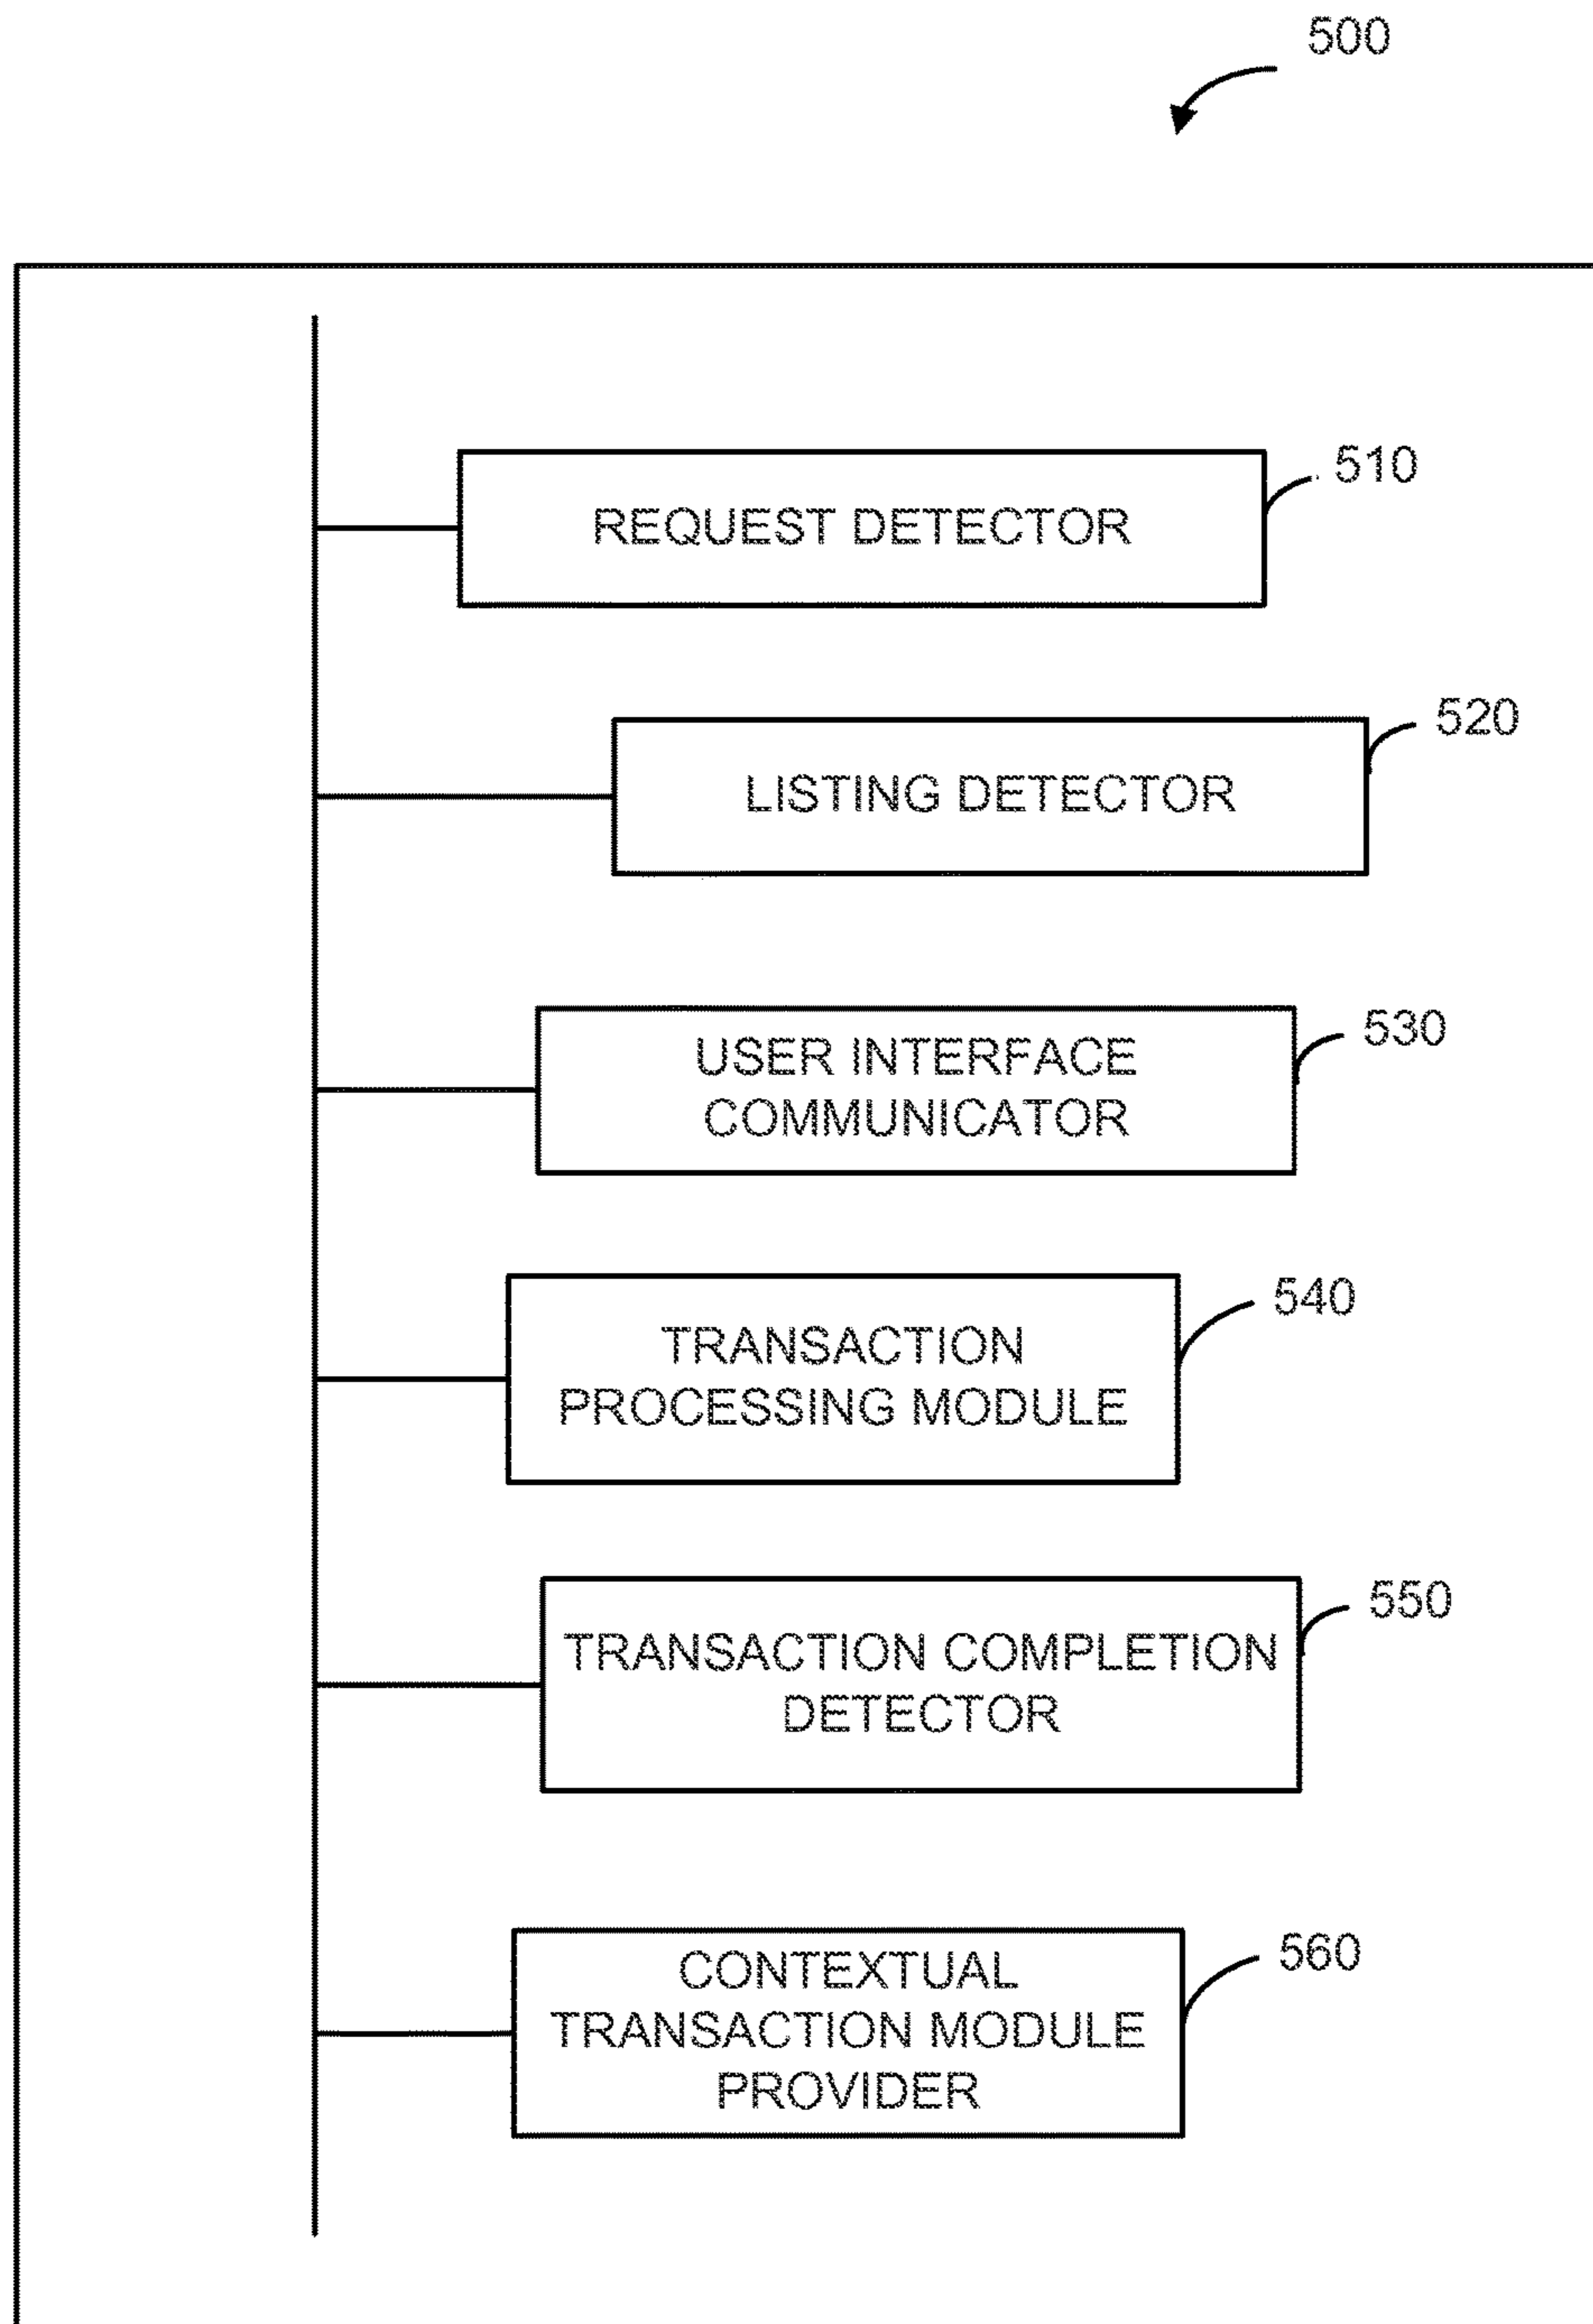 500
REQUEST DETECTOR
510
LISTING DETECTOR
520
USER INTERFACE
COMMUNICATOR
530
TRANSACTION
PROCESSING MODULE
540
TRANSACTION COMPLETION
DETECTOR
550
CONTEXTUAL
TRANSACTION MODULE
PROVIDER
560